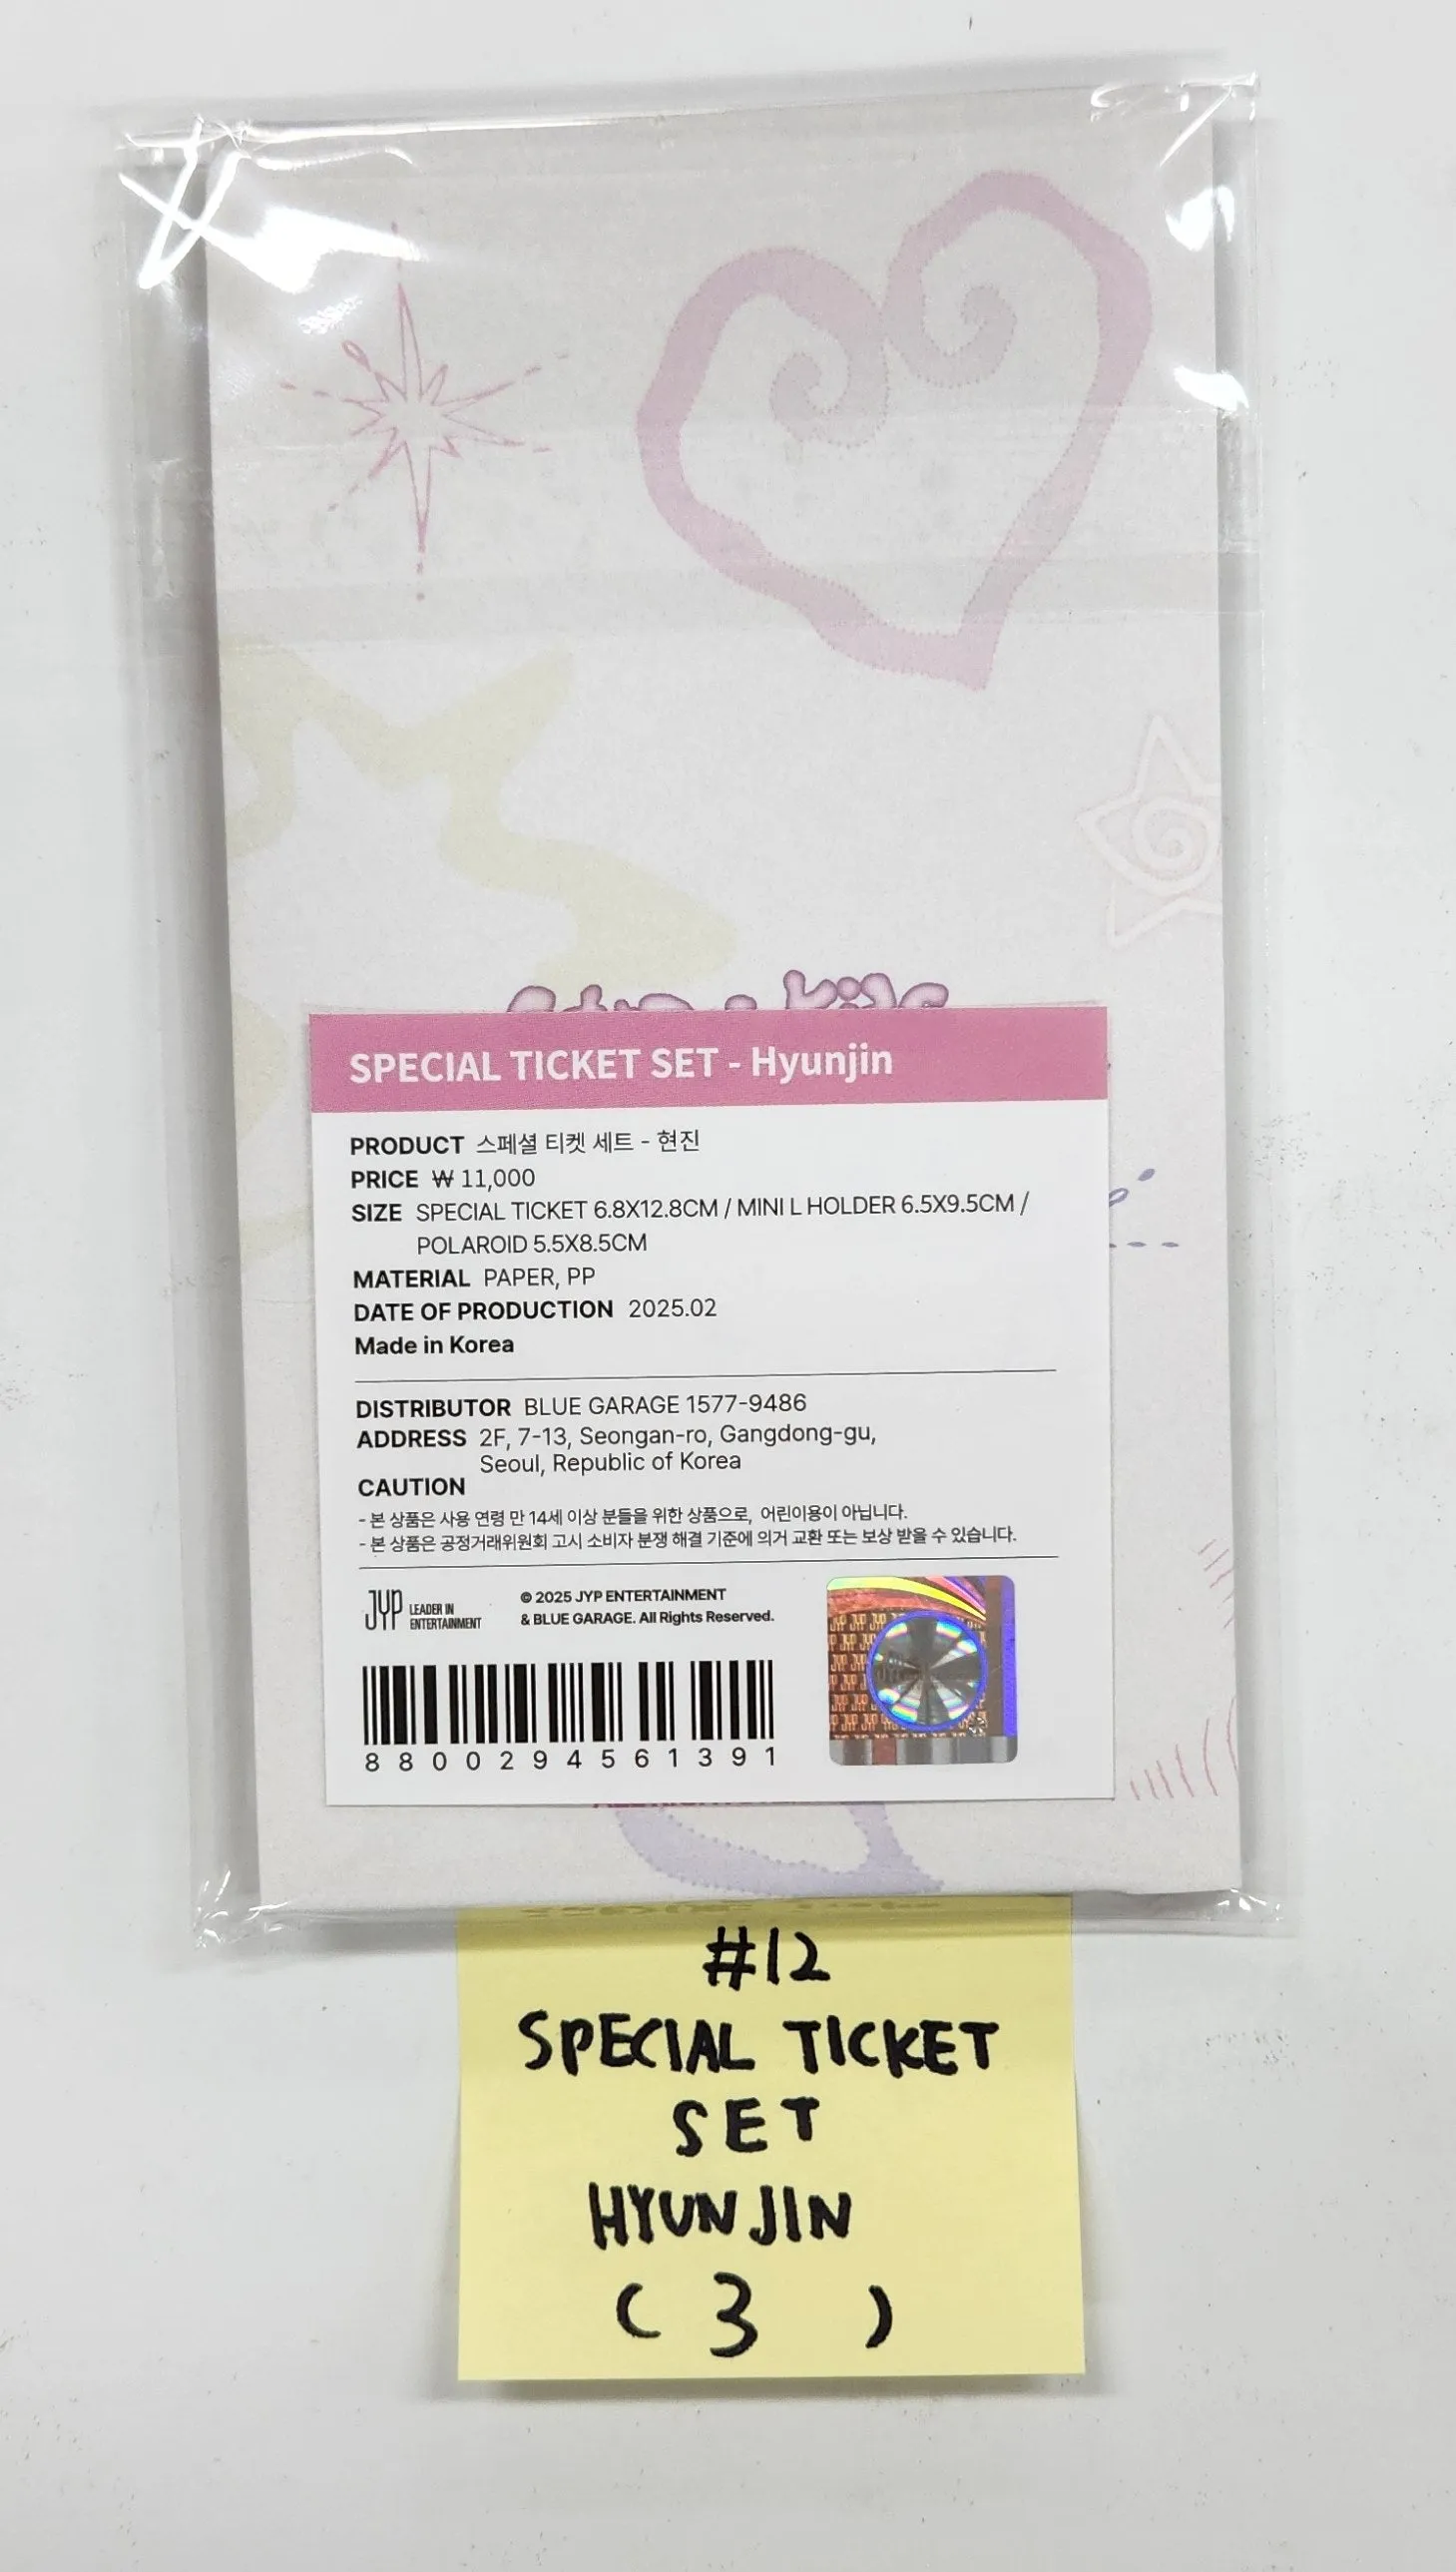 SPECIAL TICKET SET - Hyunjin
PRODUCT 스페셜 티켓 세트 - 현진
PRICE ₩ 11,000
SIZE SPECIAL TICKET 6.8X12.8CM / MINI L HOLDER 6.5X9.5CM /
POLAROID 5.5X8.5CM
MATERIAL PAPER, PP
DATE OF PRODUCTION 2025.02
Made in Korea
DISTRIBUTOR BLUE GARAGE 1577-9486
ADDRESS 2F, 7-13, Seongan-ro, Gangdong-gu,
Seoul, Republic of Korea
CAUTION
- 본 상품은 사용 연령 만 14세 이상 분들을 위한 상품으로, 어린이용이 아닙니다.
- 본 상품은 공정거래위원회 고시 소비자 분쟁 해결 기준에 의거 교환 또는 보상 받을 수 있습니다.
JYP LEADER IN
ENTERTAINMENT
© 2025 JYP ENTERTAINMENT
& BLUE GARAGE. All Rights Reserved.
8800294561391
#12
SPECIAL TICKET
SET
HYUNJIN
( 3 )